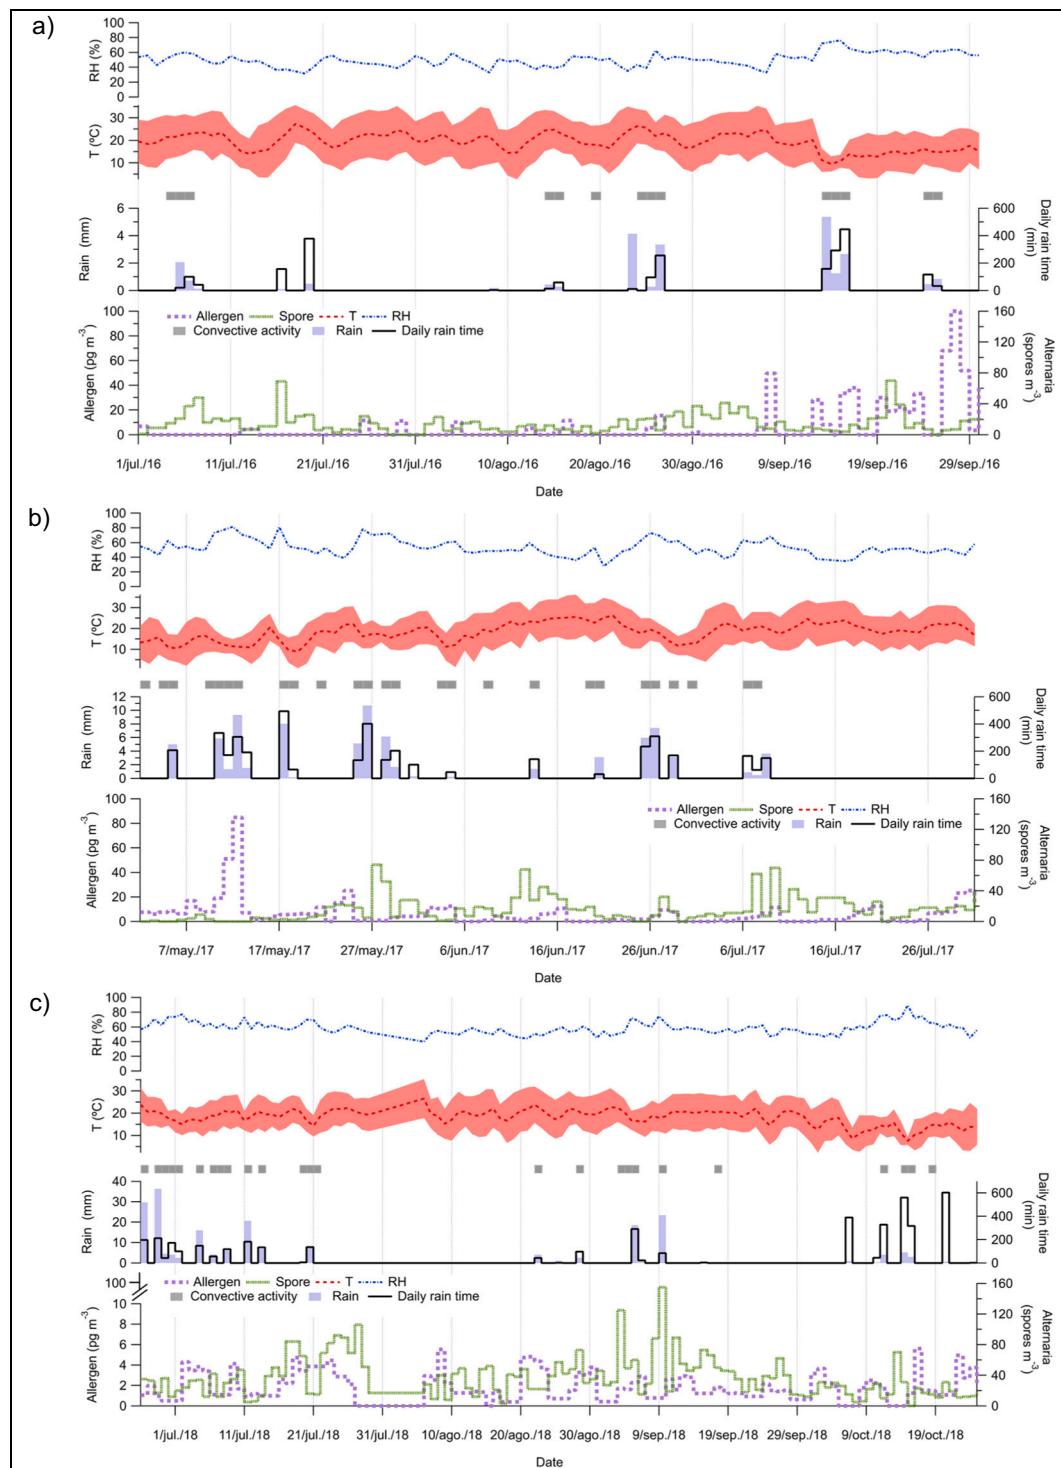 a)
RH (%)
100
80
60
40
20
0
T (ºC)
30
20
10
Rain (mm)
6
4
2
0
Daily rain time
(min)
600
400
200
0
Allergen Spore T RH
Convective activity Rain Daily rain time
Allergen (pg m-3)
100
80
60
40
20
0
Alternaria
(spores m-3)
160
120
80
40
0
1/jul./16 11/jul./16 21/jul./16 31/jul./16 10/ago./16 20/ago./16 30/ago./16 9/sep./16 19/sep./16 29/sep./16
Date
b)
RH (%)
100
80
60
40
20
0
T (ºC)
30
20
10
Rain (mm)
12
10
8
6
4
2
0
Daily rain time
(min)
600
400
200
0
Allergen Spore T RH
Convective activity Rain Daily rain time
Allergen (pg m-3)
100
80
60
40
20
0
Alternaria
(spores m-3)
160
120
80
40
0
7/may./17 17/may./17 27/may./17 6/jun./17 16/jun./17 26/jun./17 6/jul./17 16/jul./17 26/jul./17
Date
c)
RH (%)
100
80
60
40
20
0
T (ºC)
30
20
10
Rain (mm)
40
30
20
10
0
Daily rain time
(min)
600
400
200
0
Allergen Spore T RH
Convective activity Rain Daily rain time
Allergen (pg m-3)
100
10
8
6
4
2
0
Alternaria
(spores m-3)
160
120
80
40
0
1/jul./18 11/jul./18 21/jul./18 31/jul./18 10/ago./18 20/ago./18 30/ago./18 9/sep./18 19/sep./18 29/sep./18 9/oct./18 19/oct./18
Date